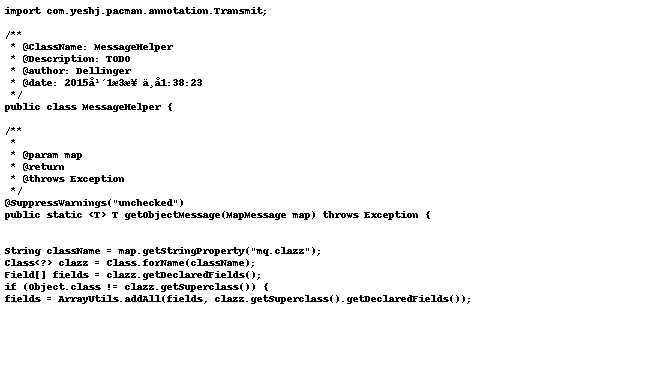 import com.yeshj.pacman.annotation.Transmit;
/**
 * @ClassName: MessageHelper
 * @Description: TODO
 * @author: Dellinger
 * @date: 2015å¹´1æ3æ¥ ä¸å1:38:23
 */
public class MessageHelper {
/**
 *
 * @param map
 * @return
 * @throws Exception
 */
@SuppressWarnings("unchecked")
public static <T> T getObjectMessage(MapMessage map) throws Exception {
String className = map.getStringProperty("mq.clazz");
Class<?> clazz = Class.forName(className);
Field[] fields = clazz.getDeclaredFields();
if (Object.class != clazz.getSuperclass()) {
fields = ArrayUtils.addAll(fields, clazz.getSuperclass().getDeclaredFields());